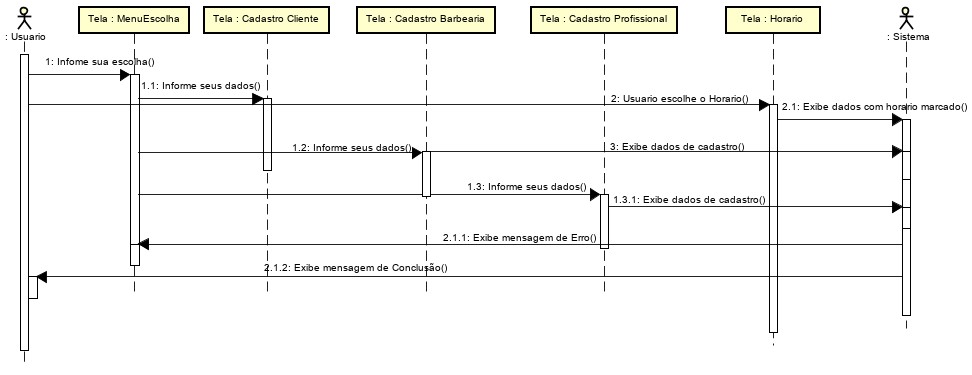 Tela : MenuEscolha
Tela : Cadastro Cliente
Tela : Cadastro Barbearia
Tela : Cadastro Profissional
Tela : Horario
: Usuario
: Sistema
1: Infome sua escolha()
1.1: Informe seus dados()
2: Usuario escolhe o Horario()
2.1: Exibe dados com horario marcado()
1.2: Informe seus dados()
3: Exibe dados de cadastro()
1.3: Informe seus dados()
1.3.1: Exibe dados de cadastro()
2.1.1: Exibe mensagem de Erro()
2.1.2: Exibe mensagem de Conclusão()